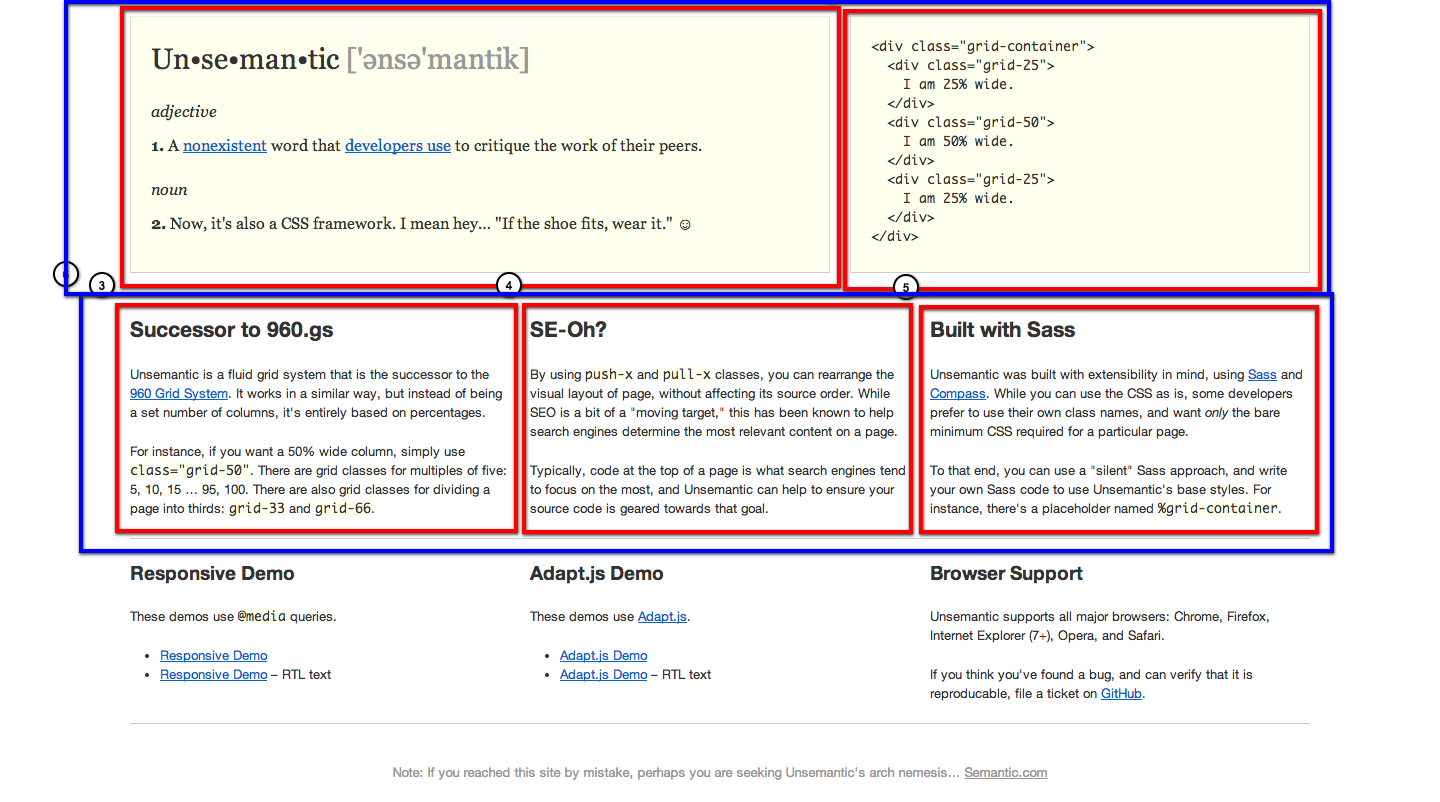 Un•se•man•tic ['ənsə'mantik]
adjective
1. A nonexistent word that developers use to critique the work of their peers.
noun
2. Now, it's also a CSS framework. I mean hey... "If the shoe fits, wear it." ☺
<div class="grid-container">
<div class="grid-25">
I am 25% wide.
</div>
<div class="grid-50">
I am 50% wide.
</div>
<div class="grid-25">
I am 25% wide.
</div>
</div>
3
4
5
Successor to 960.gs
Unsemantic is a fluid grid system that is the successor to the
960 Grid System. It works in a similar way, but instead of being
a set number of columns, it's entirely based on percentages.
For instance, if you want a 50% wide column, simply use
class="grid-50". There are grid classes for multiples of five:
5, 10, 15 … 95, 100. There are also grid classes for dividing a
page into thirds: grid-33 and grid-66.
SE-Oh?
By using push-x and pull-x classes, you can rearrange the
visual layout of page, without affecting its source order. While
SEO is a bit of a "moving target," this has been known to help
search engines determine the most relevant content on a page.
Typically, code at the top of a page is what search engines tend
to focus on the most, and Unsemantic can help to ensure your
source code is geared towards that goal.
Built with Sass
Unsemantic was built with extensibility in mind, using Sass and
Compass. While you can use the CSS as is, some developers
prefer to use their own class names, and want only the bare
minimum CSS required for a particular page.
To that end, you can use a "silent" Sass approach, and write
your own Sass code to use Unsemantic's base styles. For
instance, there's a placeholder named %grid-container.
Responsive Demo
These demos use @media queries.
• Responsive Demo
• Responsive Demo – RTL text
Adapt.js Demo
These demos use Adapt.js.
• Adapt.js Demo
• Adapt.js Demo – RTL text
Browser Support
Unsemantic supports all major browsers: Chrome, Firefox,
Internet Explorer (7+), Opera, and Safari.
If you think you've found a bug, and can verify that it is
reproducable, file a ticket on GitHub.
Note: If you reached this site by mistake, perhaps you are seeking Unsemantic's arch nemesis… Semantic.com